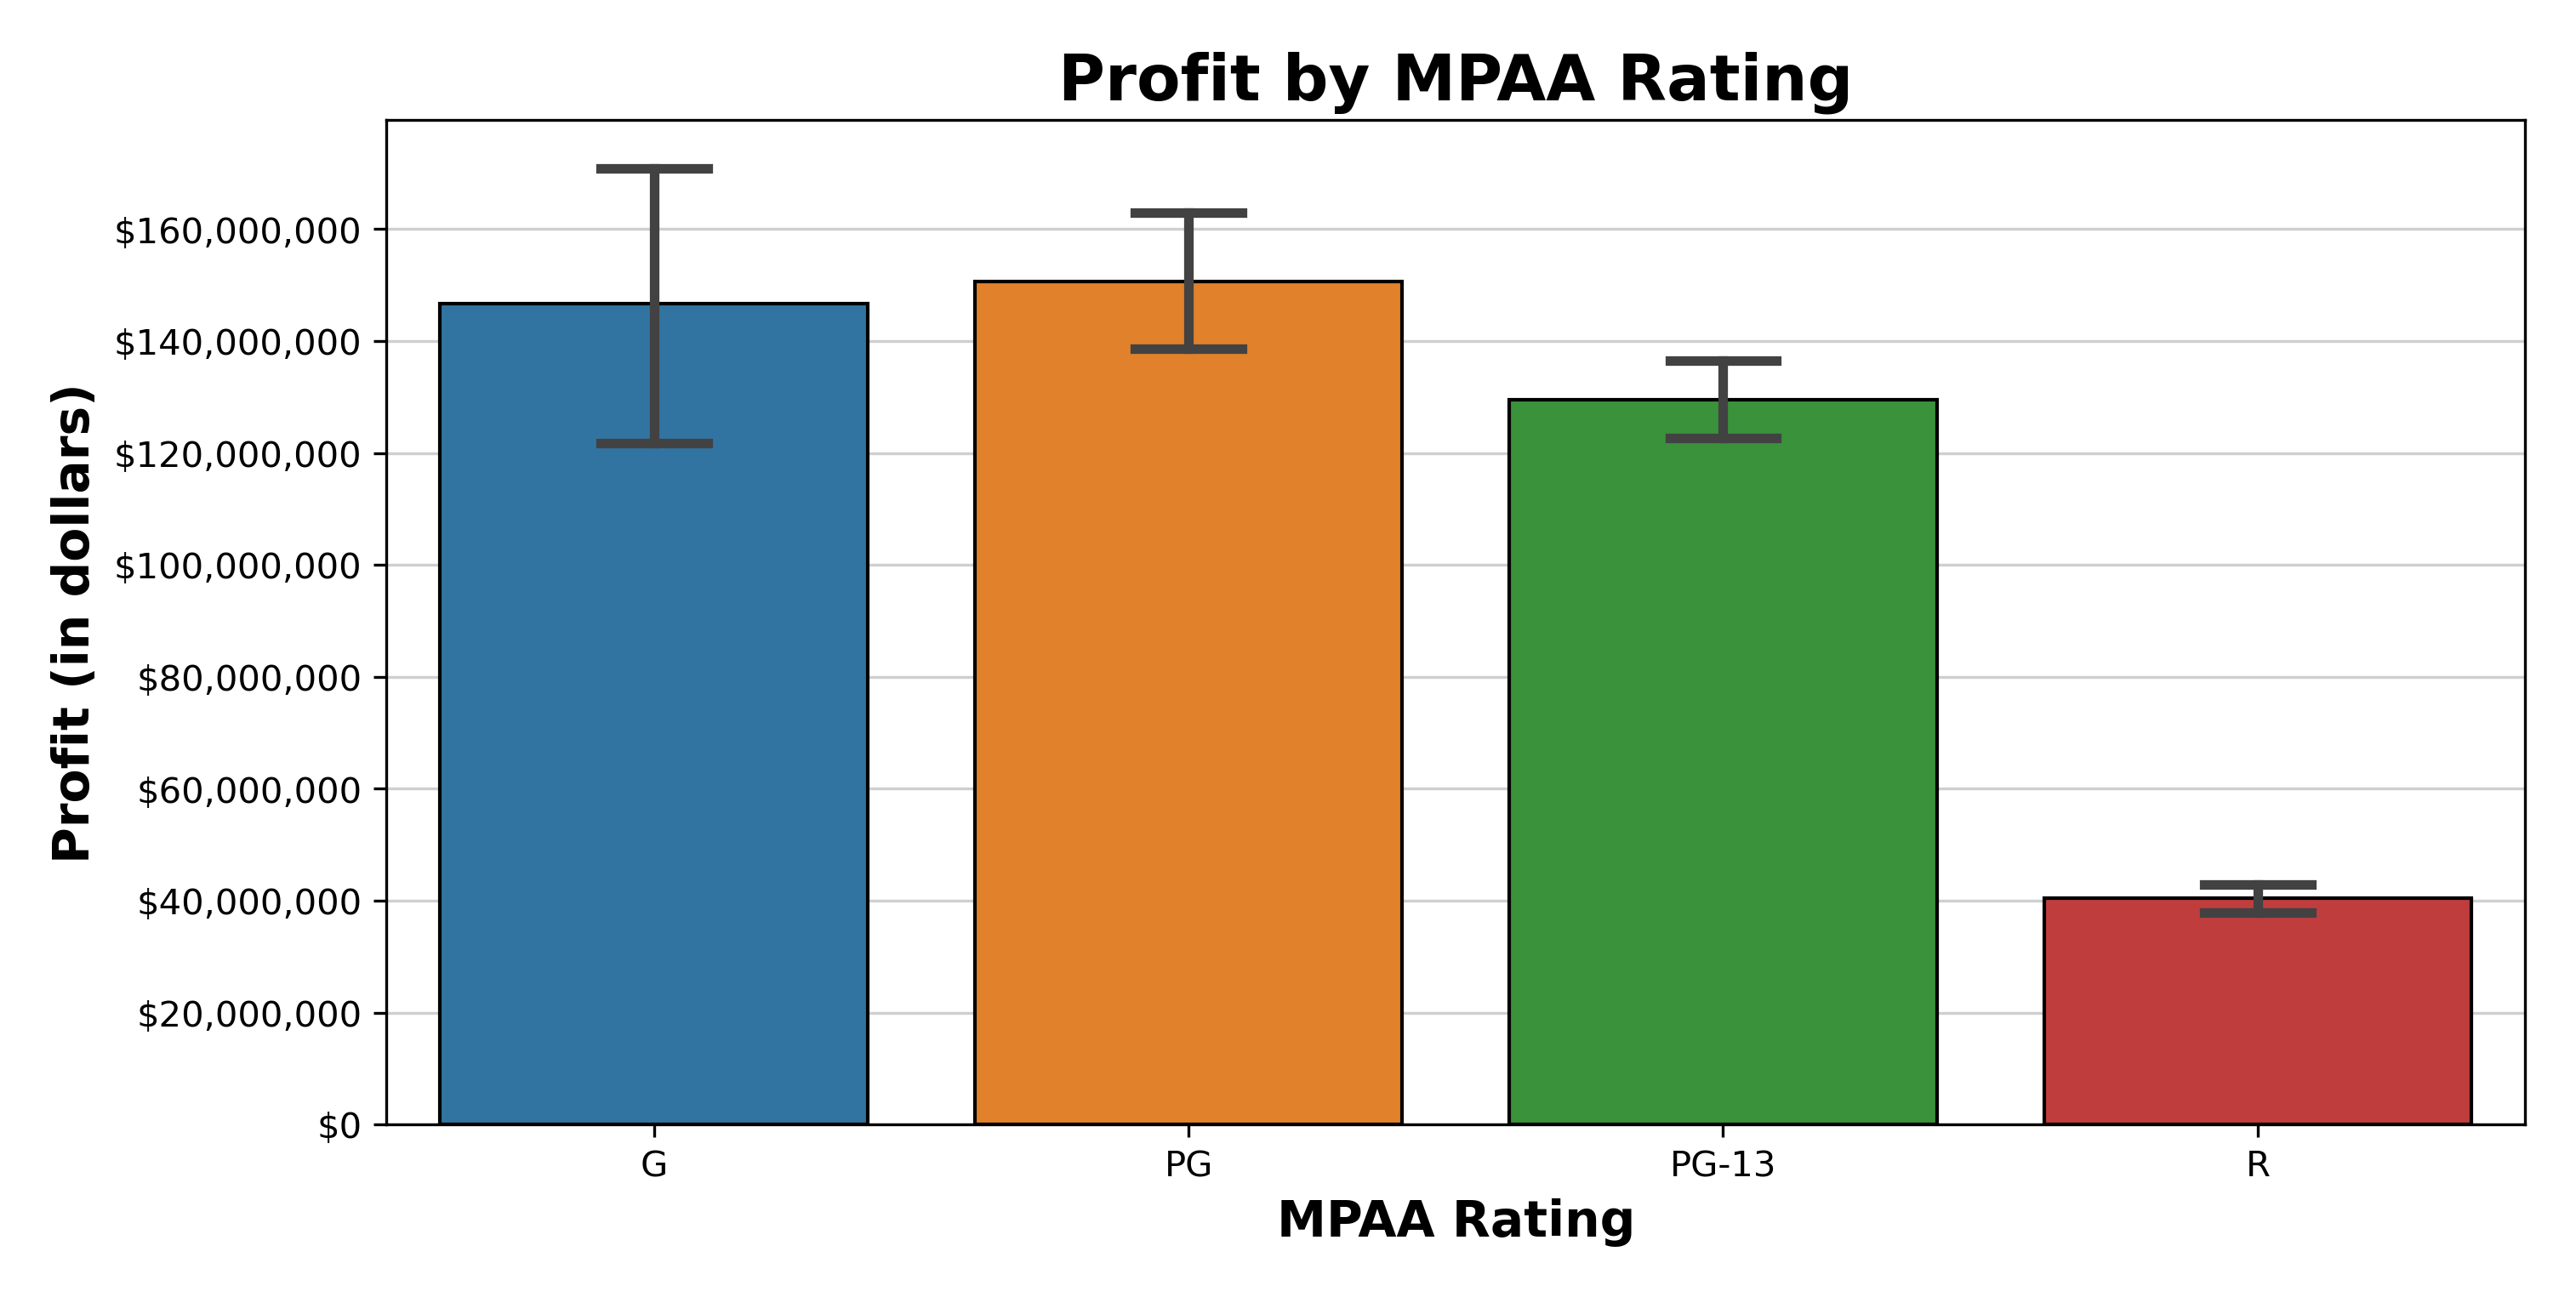 Profit by MPAA Rating
Profit (in dollars)
$160,000,000
$140,000,000
$120,000,000
$100,000,000
$80,000,000
$60,000,000
$40,000,000
$20,000,000
$0
G
PG
PG-13
R
MPAA Rating